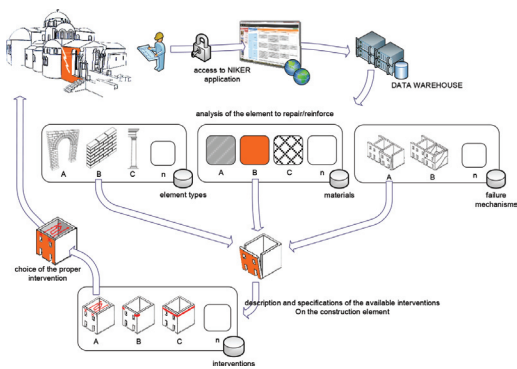 access to NIKER
application
DATA WAREHOUSE
analysis of the element to repair/reinforce
A
B
C
n
element types
A
B
C
n
materials
A
B
n
failure
mechanisms
choice of the proper
intervention
description and specifications of the available interventions
On the construction element
A
B
C
n
interventions